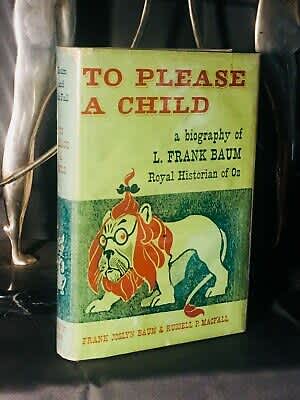 TO PLEASE
A CHILD
a biography of
L. FRANK BAUM
Royal Historian of Oz
FRANK JOSLYN BAUM & RUSSELL P. MACFALL